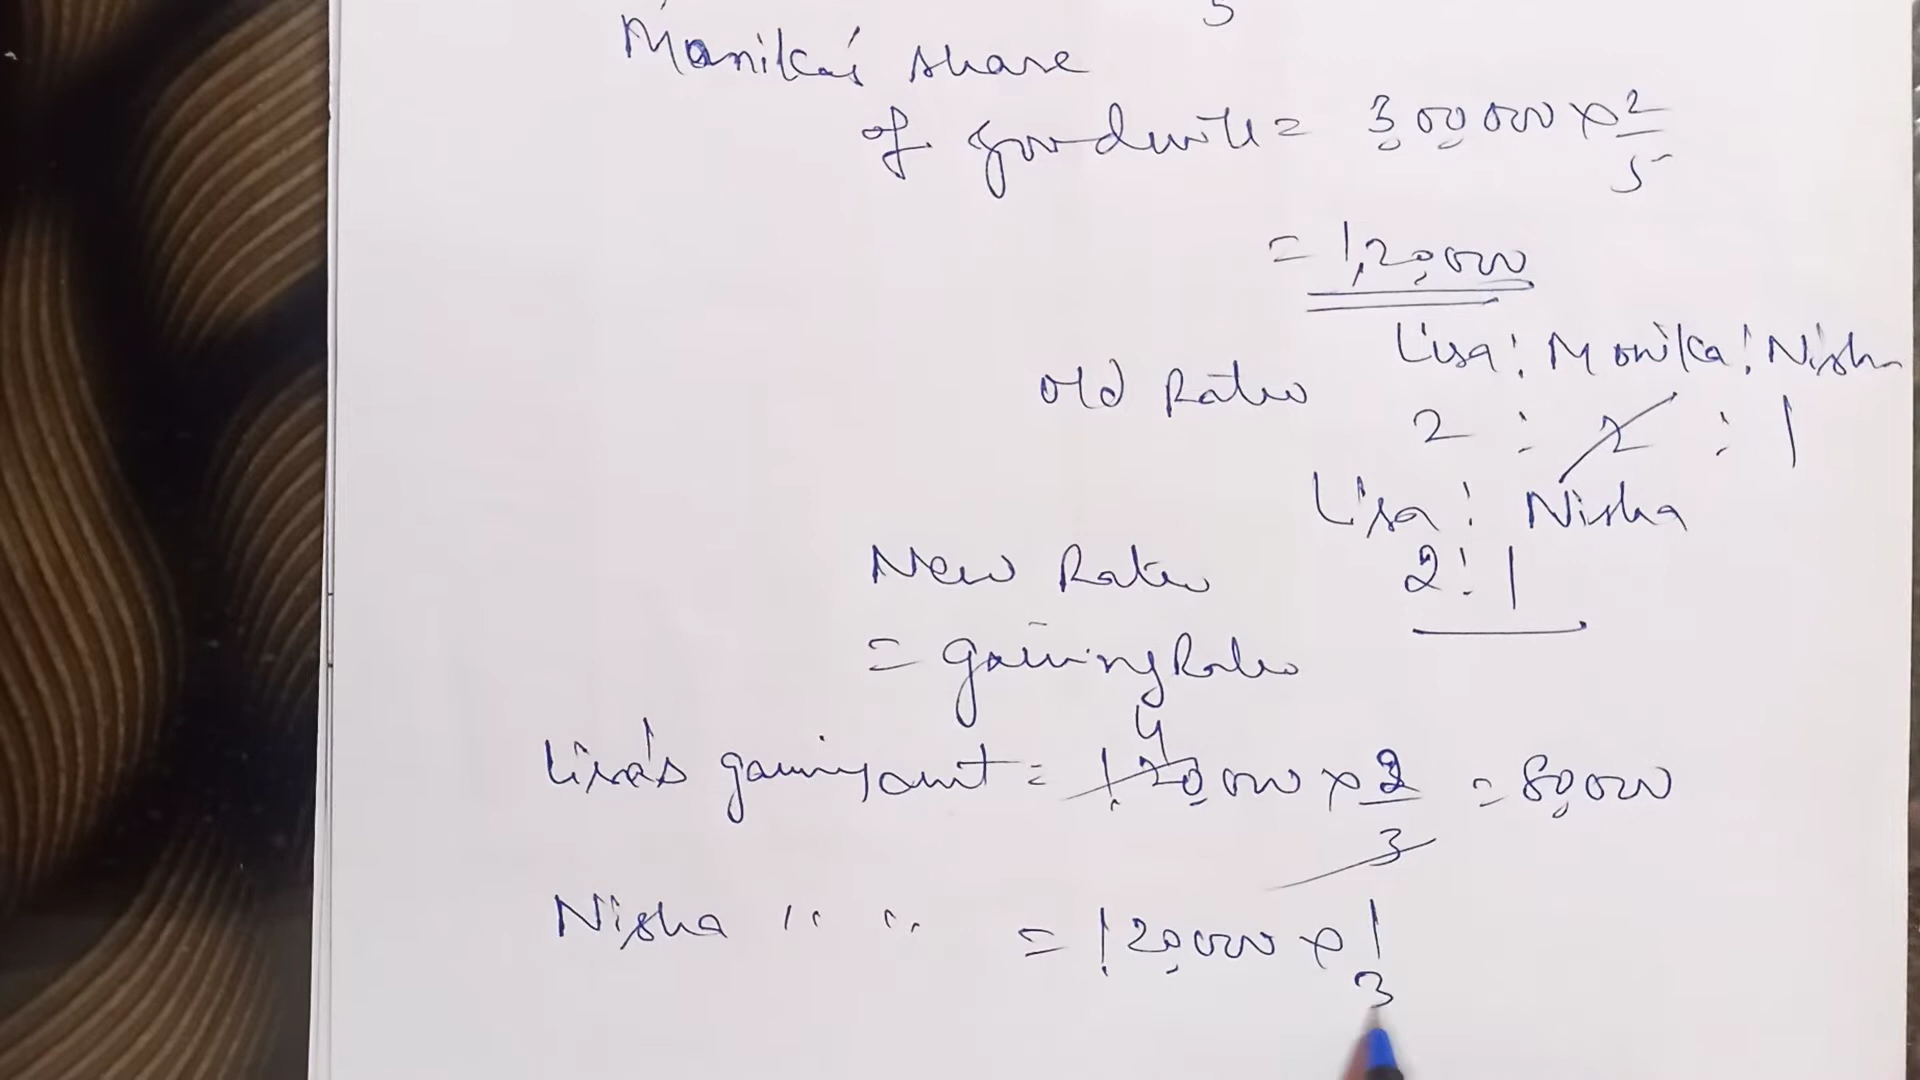 5
Monika's share
of goodwill = 3,00,000 × 2/5
= 1,20,000
Lisa : Monika : Nisha
Old Ratio 2 : 2 : 1
Lisa : Nisha
New Ratio 2 : 1
= gaining Ratio
4
Lisa's gaining amt = 1,20,000 × 2/3 = 80,000
Nisha " " = 1,20,000 × 1/3